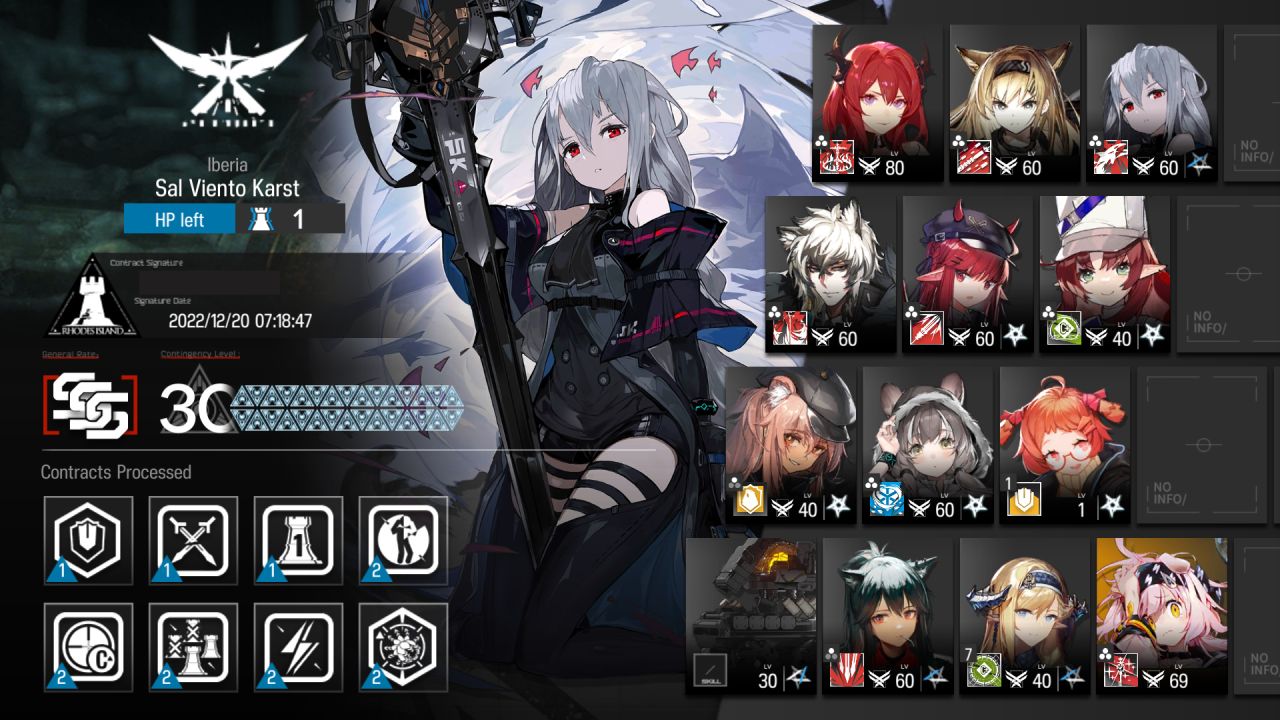 Iberia
Sal Viento Karst
HP left 1
Contract Signature
Signature Date
2022/12/20 07:18:47
RHODES ISLAND
General Rate:
Contingency Level:
SSS
30
Contracts Processed
1
1
1
1
2
2
C
2
2
2
SK
LV
80
LV
60
LV
60
NO
INFO/
LV
60
LV
60
LV
40
NO
INFO/
LV
40
LV
60
1
LV
1
NO
INFO/
SKILL
LV
30
LV
60
7
LV
40
LV
69
NO
INFO